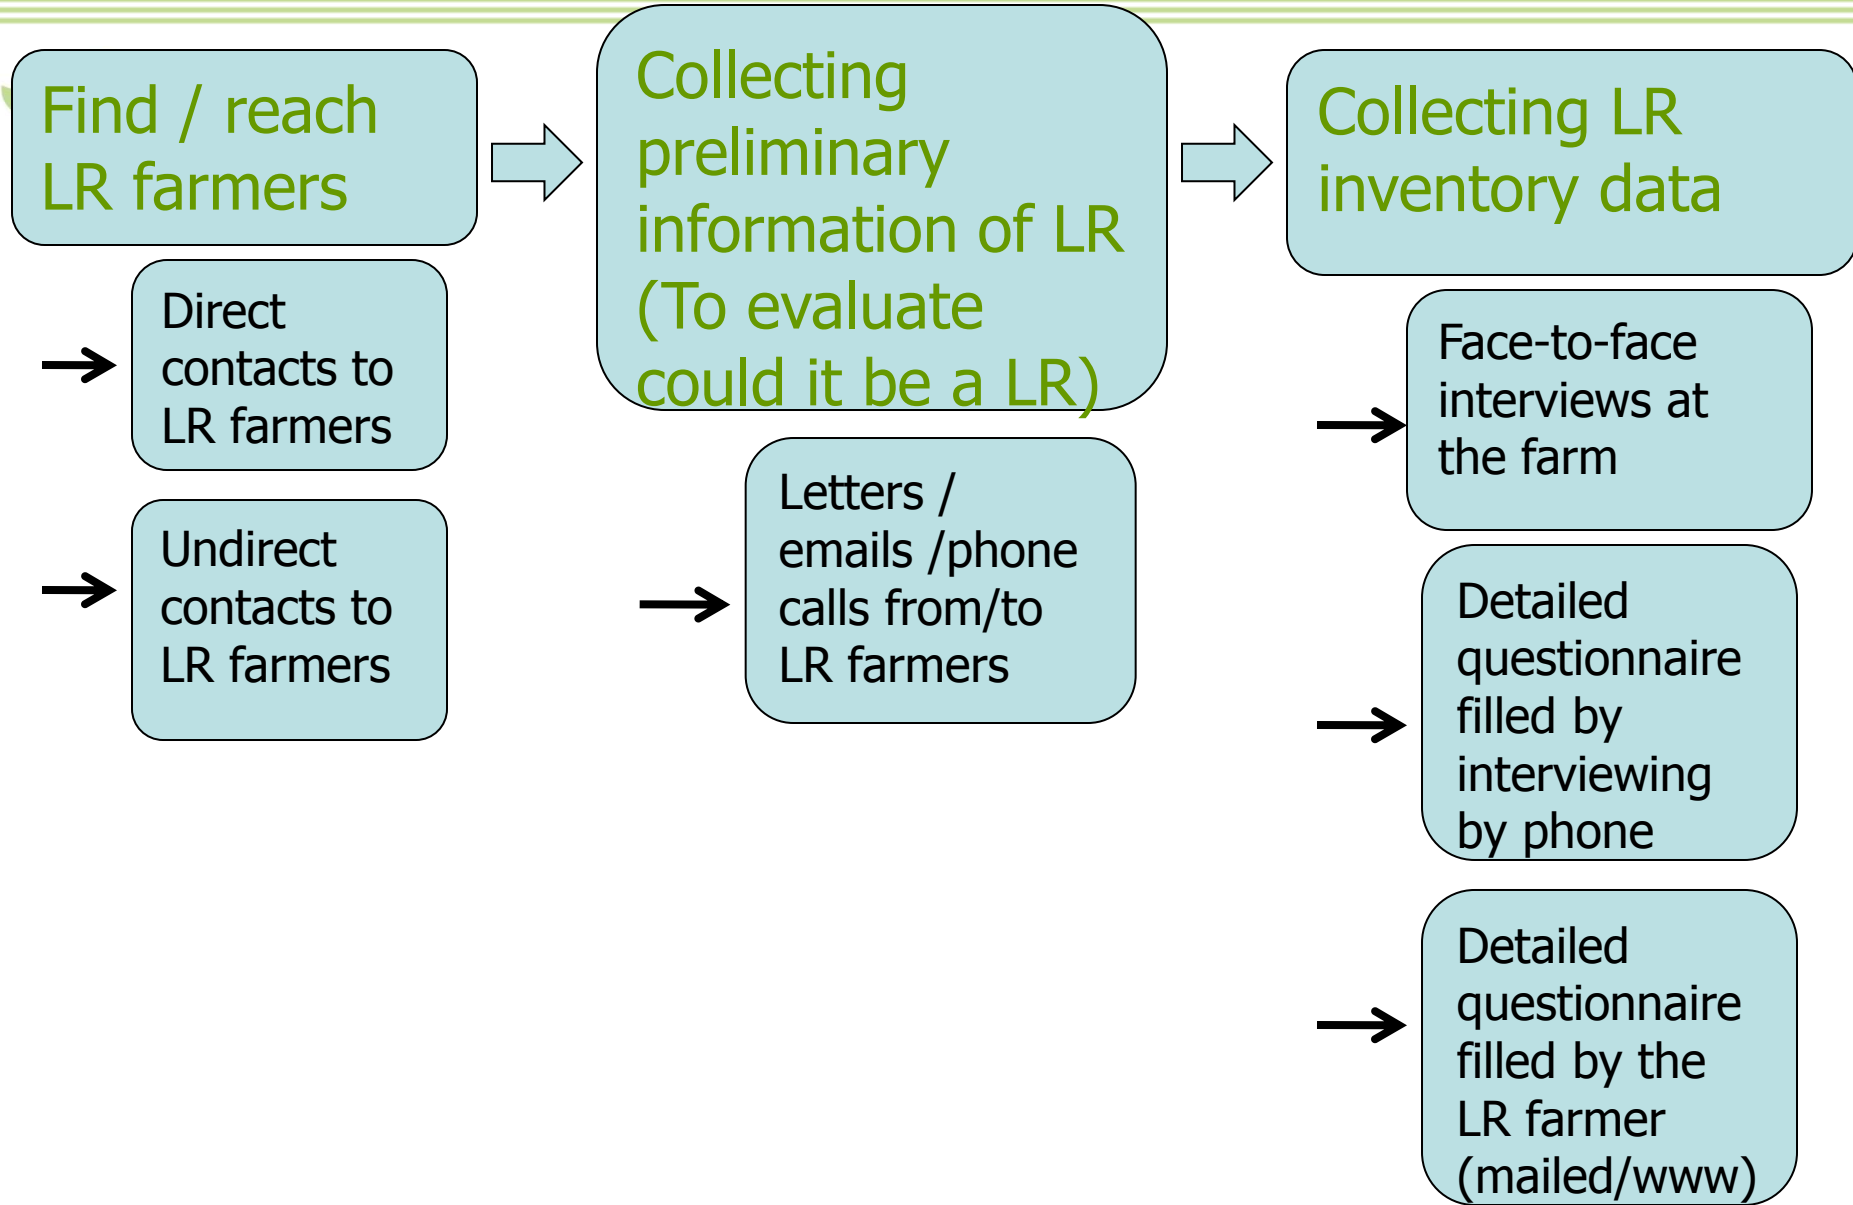 Find / reach
LR farmers
Direct
contacts to
LR farmers
Undirect
contacts to
LR farmers
Collecting
preliminary
information of LR
(To evaluate
could it be a LR)
Letters /
emails /phone
calls from/to
LR farmers
Collecting LR
inventory data
Face-to-face
interviews at
the farm
Detailed
questionnaire
filled by
interviewing
by phone
Detailed
questionnaire
filled by the
LR farmer
(mailed/www)